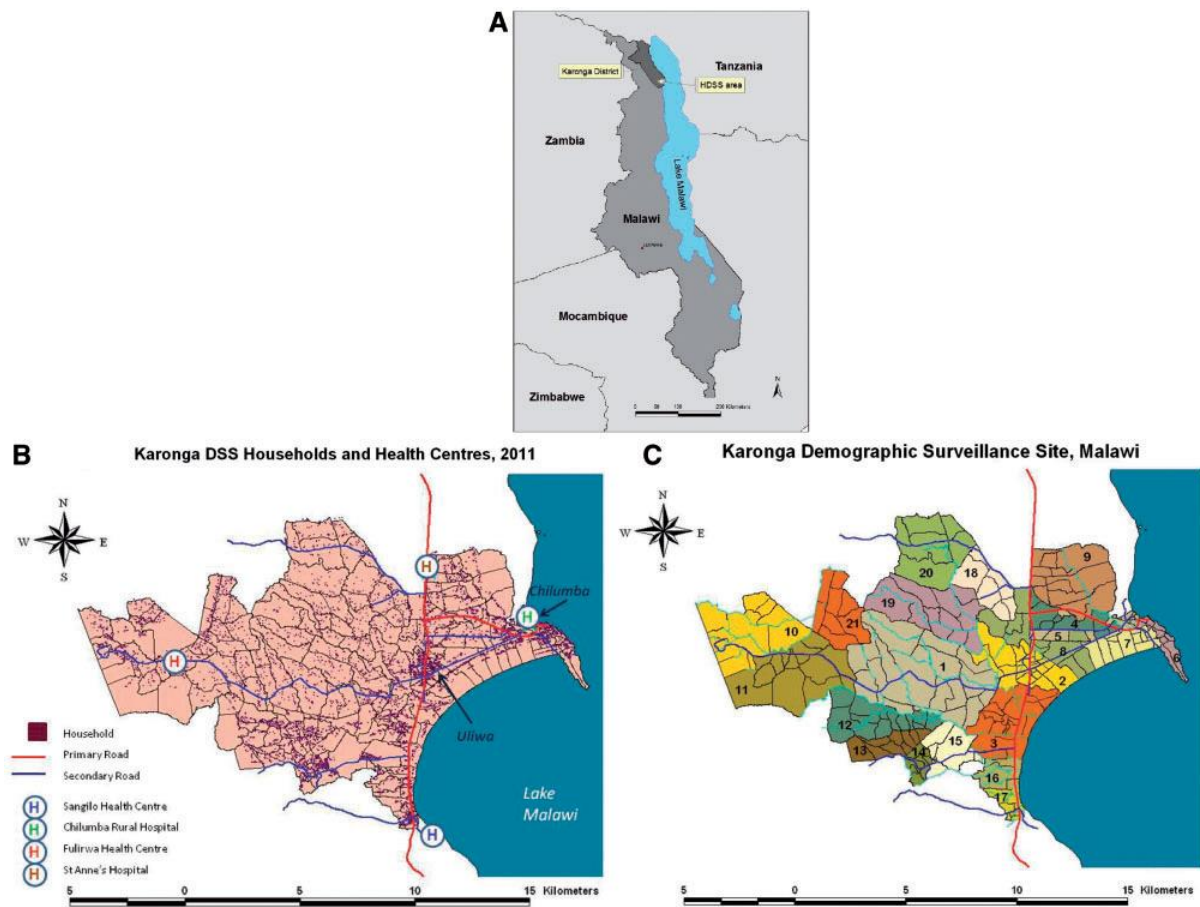 A
Karonga District
Tanzania
HDSS area
Zambia
Lake Malawi
Malawi
Mocambique
Zimbabwe
N
200 Kilometers
B
Karonga DSS Households and Health Centres, 2011
N
W E
S
H
Chilumba
H
H
Uliwa
Household
Primary Road
Secondary Road
H Sangilo Health Centre
H Chilumba Rural Hospital
H Fulirwa Health Centre
H St Anne's Hospital
Lake
Malawi
H
5 0 5 10 15 Kilometers
C
Karonga Demographic Surveillance Site, Malawi
N
W E
S
9
20
18
19
4
21
5
10
7
8
6
1
2
11
12
3
15
13
14
16
17
5 0 5 10 15 Kilometers